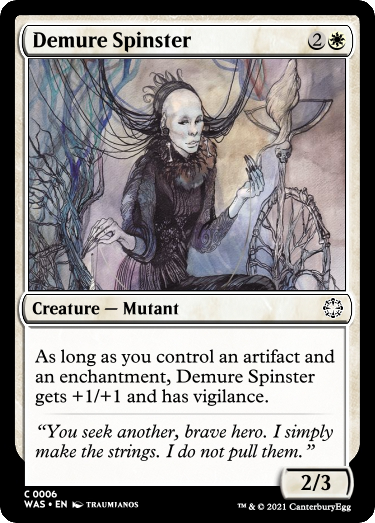 Demure Spinster 2
Creature — Mutant
As long as you control an artifact and
an enchantment, Demure Spinster
gets +1/+1 and has vigilance.
“You seek another, brave hero. I simply
make the strings. I do not pull them.”
2/3
C 0006
WAS • EN TRAUMIANOS
™ & © 2021 CanterburyEgg